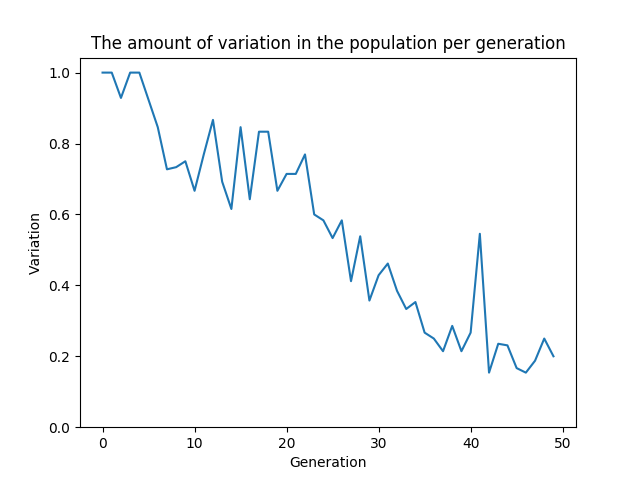 The amount of variation in the population per generation
1.0
0.8
0.6
0.4
0.2
0.0
Variation
0 10 20 30 40 50
Generation